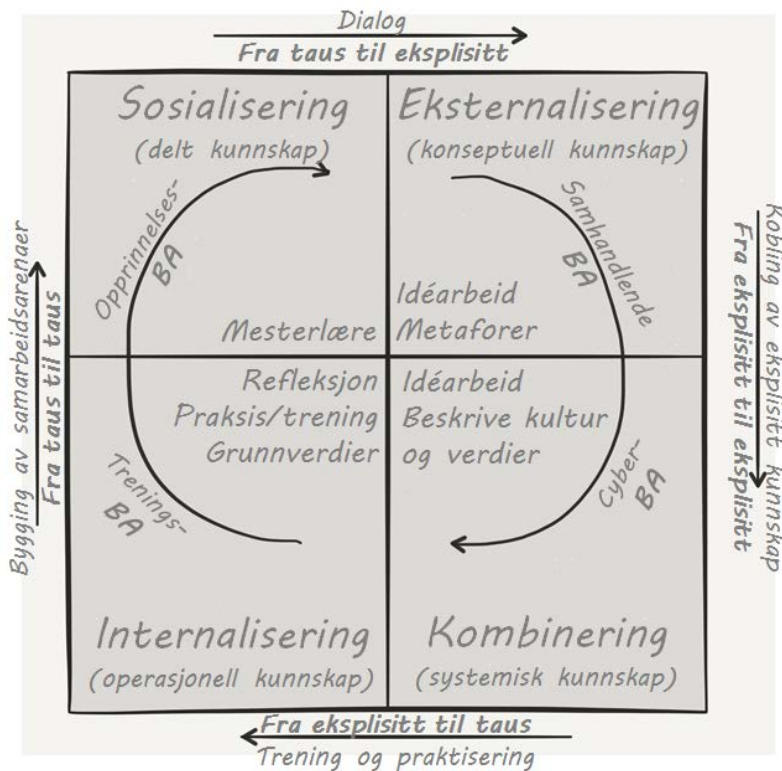 Dialog
Fra taus til eksplisitt
Sosialisering
(delt kunnskap)
Opprinnelses-
BA
Mesterlære
Eksternalisering
(konseptuell kunnskap)
Samhandlende
BA
Idéarbeid
Metaforer
Bygging av samarbeidsarenaer
Fra taus til taus
Kobling av eksplisitt kunnskap
Fra eksplisitt til eksplisitt
Refleksjon
Praksis/trening
Grunnverdier
Trenings-
BA
Internalisering
(operasjonell kunnskap)
Idéarbeid
Beskrive kultur
og verdier
Cyber-
BA
Kombinering
(systemisk kunnskap)
Fra eksplisitt til taus
Trening og praktisering